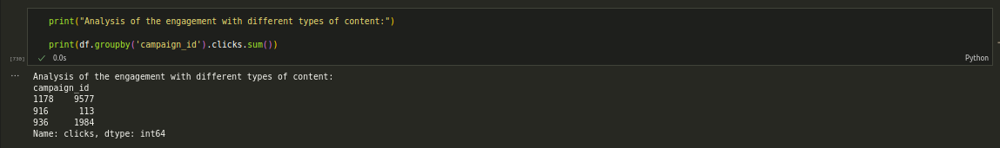 print("Analysis of the engagement with different types of content:")
print(df.groupby('campaign_id').clicks.sum())
[730] 0.0s Python
... Analysis of the engagement with different types of content:
campaign_id
1178 9577
916 113
936 1984
Name: clicks, dtype: int64